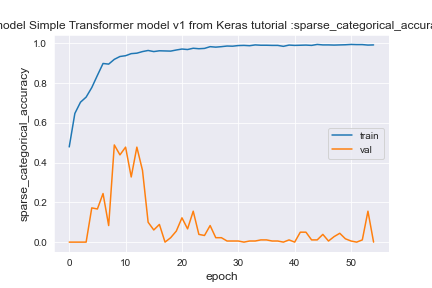 model Simple Transformer model v1 from Keras tutorial :sparse_categorical_accura
sparse_categorical_accuracy
1.0
0.8
0.6
0.4
0.2
0.0
train
val
0 10 20 30 40 50
epoch